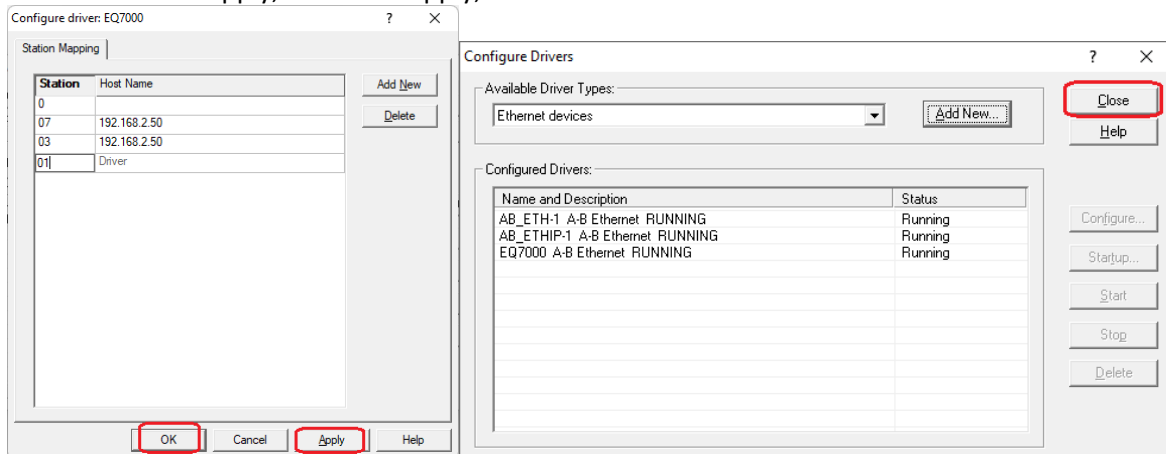 Configure driver: EQ7000 ? X
Station Mapping
Station Host Name
0
07 192.168.2.50
03 192.168.2.50
01 Driver
Add New
Delete
OK Cancel Apply Help
Configure Drivers ? X
Available Driver Types:
Ethernet devices Add New...
Close
Help
Configured Drivers:
Name and Description Status
AB_ETH-1 A-B Ethernet RUNNING Running
AB_ETHIP-1 A-B Ethernet RUNNING Running
EQ7000 A-B Ethernet RUNNING Running
Configure...
Startup...
Start
Stop
Delete